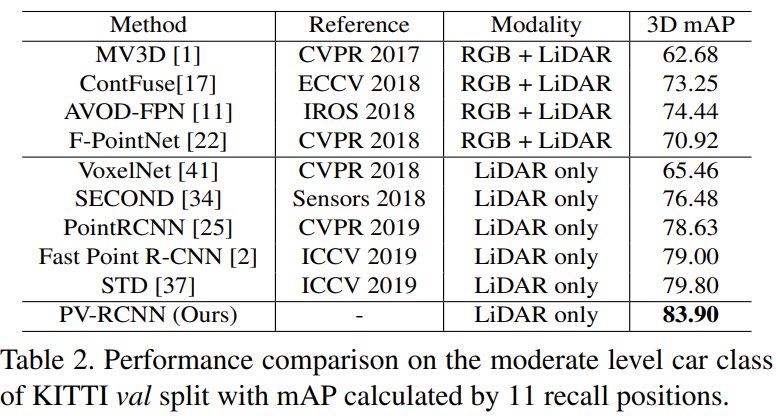 Method Reference Modality 3D mAP
MV3D [1] CVPR 2017 RGB + LiDAR 62.68
ContFuse[17] ECCV 2018 RGB + LiDAR 73.25
AVOD-FPN [11] IROS 2018 RGB + LiDAR 74.44
F-PointNet [22] CVPR 2018 RGB + LiDAR 70.92
VoxelNet [41] CVPR 2018 LiDAR only 65.46
SECOND [34] Sensors 2018 LiDAR only 76.48
PointRCNN [25] CVPR 2019 LiDAR only 78.63
Fast Point R-CNN [2] ICCV 2019 LiDAR only 79.00
STD [37] ICCV 2019 LiDAR only 79.80
PV-RCNN (Ours) - LiDAR only 83.90
Table 2. Performance comparison on the moderate level car class
of KITTI val split with mAP calculated by 11 recall positions.